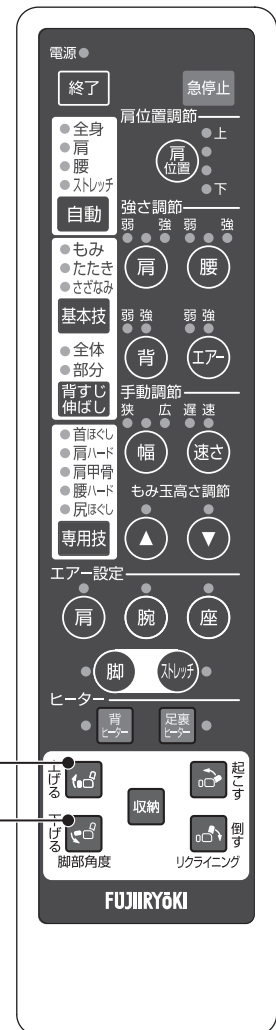 電源
終了
急停止
肩位置調節
全身
肩
腰
ストレッチ
自動
肩位置
上
下
強さ調節
弱 強 弱 強
肩
腰
もみ
たたき
さざなみ
基本技
弱 強 弱 強
背
エアー
全体
部分
背すじ
伸ばし
手動調節
狭 広 遅 速
幅
速さ
首ほぐし
肩ハード
肩甲骨
腰ハード
尻ほぐし
専用技
もみ玉高さ調節
▲
▼
エアー設定
肩
腕
座
脚
ストレッチ
ヒーター
背
ヒーター
足裏
ヒーター
上げる
起こす
収納
下げる
倒す
脚部角度
リクライニング
FUJIIRYōKI